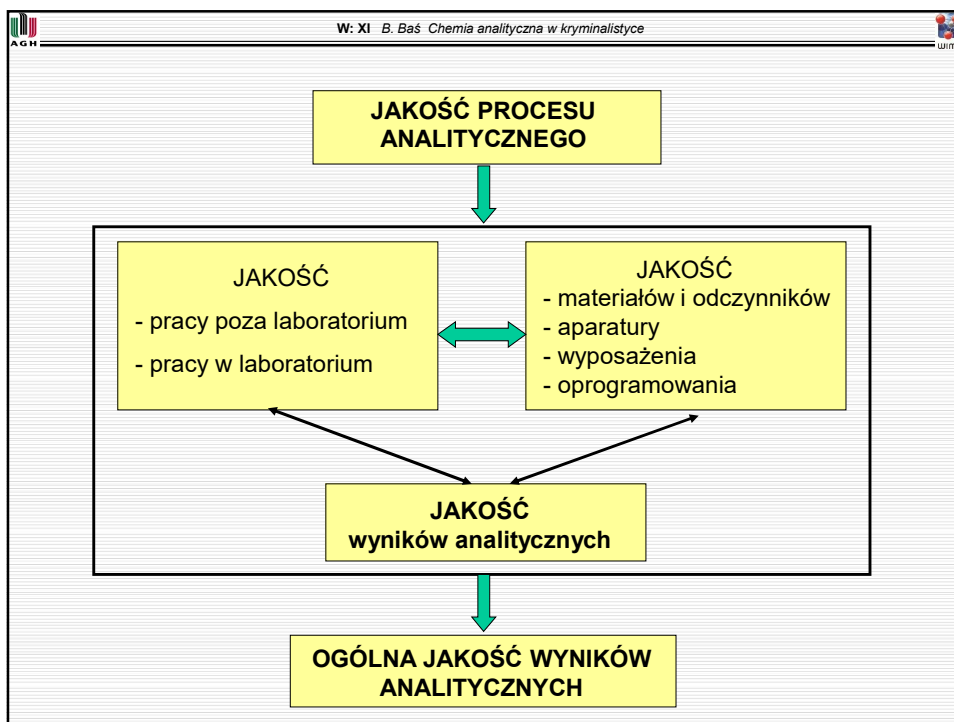 AGH
W: XI B. Baś Chemia analityczna w kryminalistyce
WIM
JAKOŚĆ PROCESU
ANALITYCZNEGO
JAKOŚĆ
- pracy poza laboratorium
- pracy w laboratorium
JAKOŚĆ
- materiałów i odczynników
- aparatury
- wyposażenia
- oprogramowania
JAKOŚĆ
wyników analitycznych
OGÓLNA JAKOŚĆ WYNIKÓW
ANALITYCZNYCH